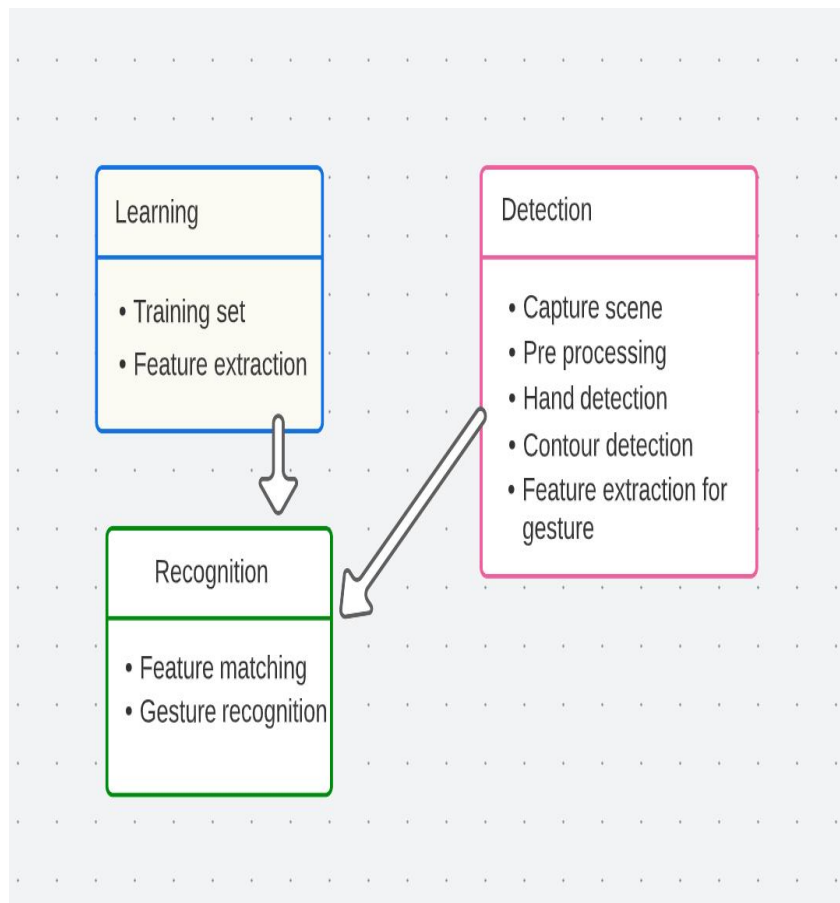 Learning
• Training set
• Feature extraction
Detection
• Capture scene
• Pre processing
• Hand detection
• Contour detection
• Feature extraction for
gesture
Recognition
• Feature matching
• Gesture recognition